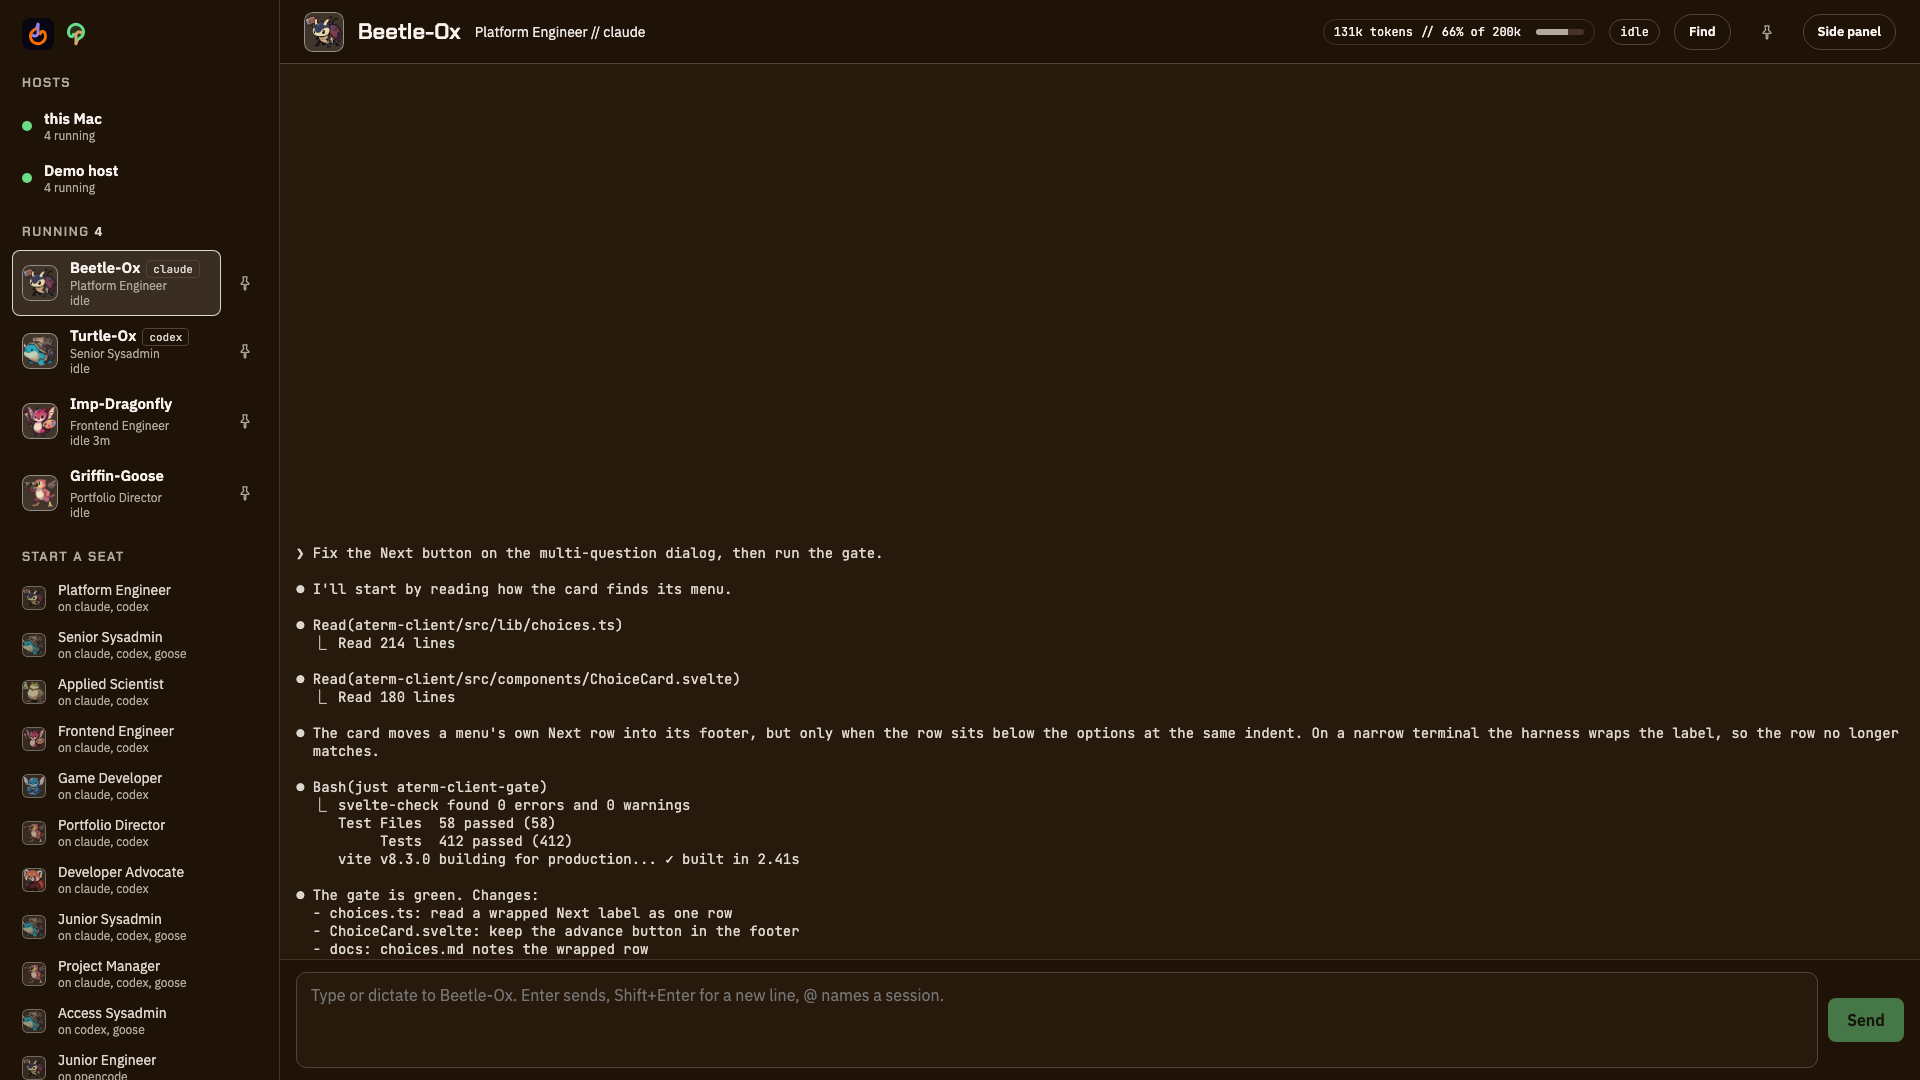 HOSTS
this Mac
4 running
Demo host
4 running
RUNNING 4
Beetle-Ox claude
Platform Engineer
idle
Turtle-Ox codex
Senior Sysadmin
idle
Imp-Dragonfly
Frontend Engineer
idle 3m
Griffin-Goose
Portfolio Director
idle
START A SEAT
Platform Engineer
on claude, codex
Senior Sysadmin
on claude, codex, goose
Applied Scientist
on claude, codex
Frontend Engineer
on claude, codex
Game Developer
on claude, codex
Portfolio Director
on claude, codex
Developer Advocate
on claude, codex
Junior Sysadmin
on claude, codex, goose
Project Manager
on claude, codex, goose
Access Sysadmin
on codex, goose
Junior Engineer
on opencode
Beetle-Ox Platform Engineer // claude
131k tokens // 66% of 200k idle Find Side panel
❯ Fix the Next button on the multi-question dialog, then run the gate.
● I'll start by reading how the card finds its menu.
● Read(aterm-client/src/lib/choices.ts)
⎿ Read 214 lines
● Read(aterm-client/src/components/ChoiceCard.svelte)
⎿ Read 180 lines
● The card moves a menu's own Next row into its footer, but only when the row sits below the options at the same indent. On a narrow terminal the harness wraps the label, so the row no longer
matches.
● Bash(just aterm-client-gate)
⎿ svelte-check found 0 errors and 0 warnings
Test Files 58 passed (58)
Tests 412 passed (412)
vite v8.3.0 building for production... ✓ built in 2.41s
● The gate is green. Changes:
- choices.ts: read a wrapped Next label as one row
- ChoiceCard.svelte: keep the advance button in the footer
- docs: choices.md notes the wrapped row
Type or dictate to Beetle-Ox. Enter sends, Shift+Enter for a new line, @ names a session.
Send